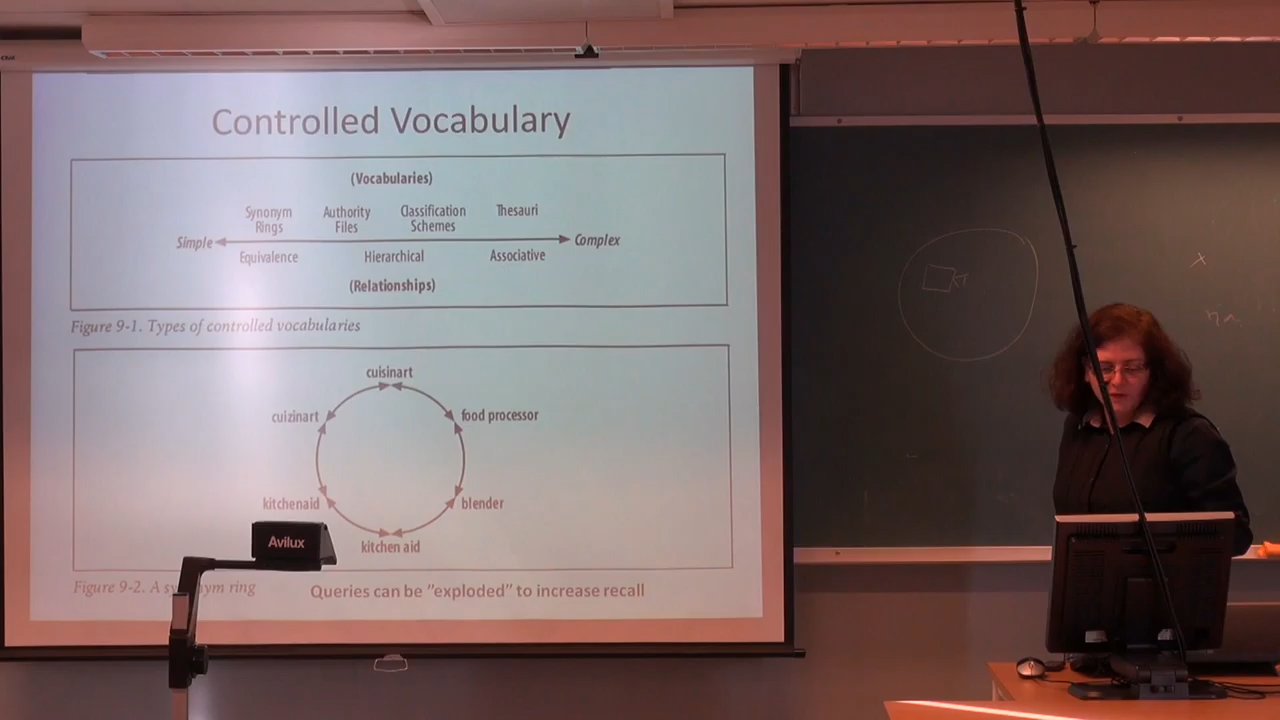 Controlled Vocabulary
(Vocabularies)
Synonym Rings
Authority Files
Classification Schemes
Thesauri
Simple
Complex
Equivalence
Hierarchical
Associative
(Relationships)
Figure 9-1. Types of controlled vocabularies
cuisinart
cuizinart
food processor
kitchenaid
blender
kitchen aid
Avilux
Figure 9-2. A ring
Queries can be "exploded" to increase recall